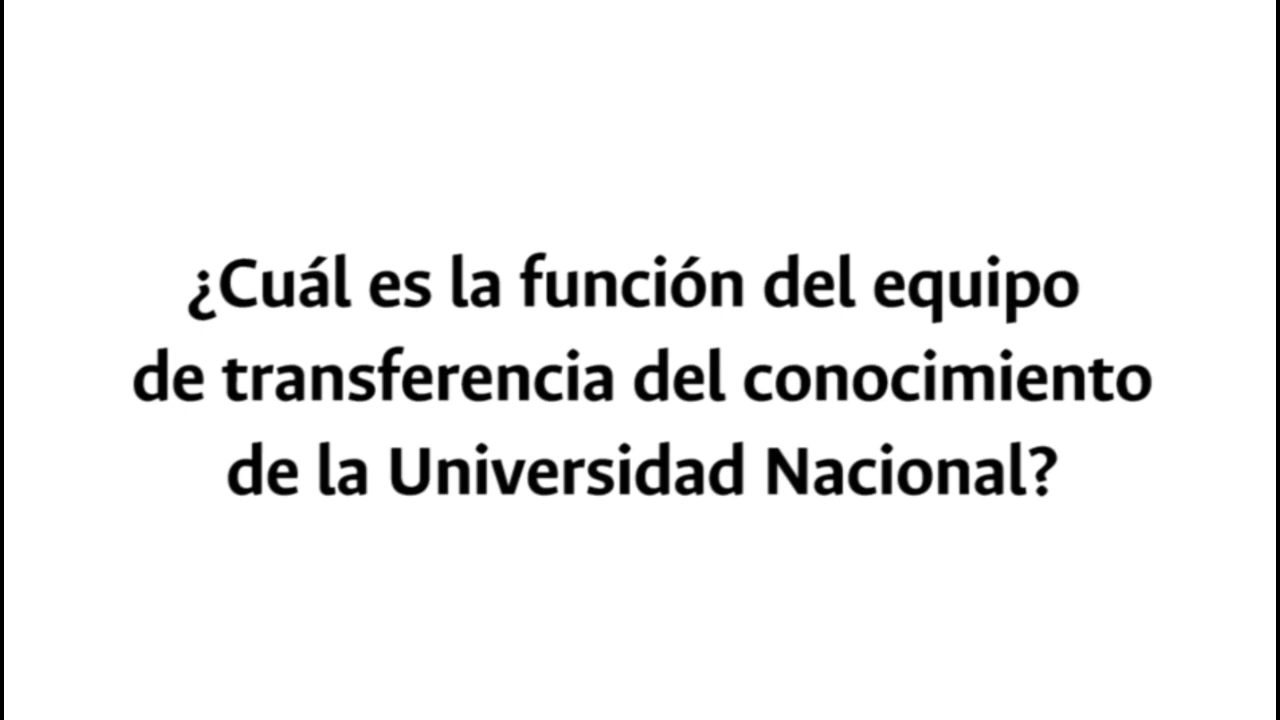 ¿Cuál es la función del equipo
de transferencia del conocimiento
de la Universidad Nacional?